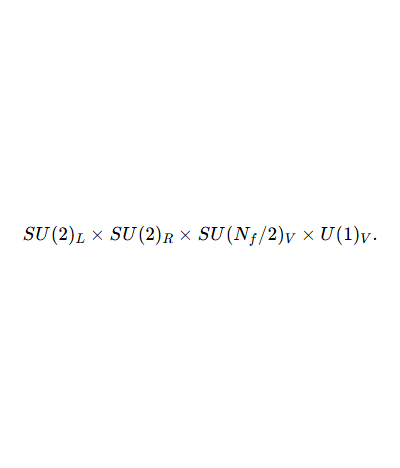 SU(2)_L × SU(2)_R × SU(N_f/2)_V × U(1)_V.